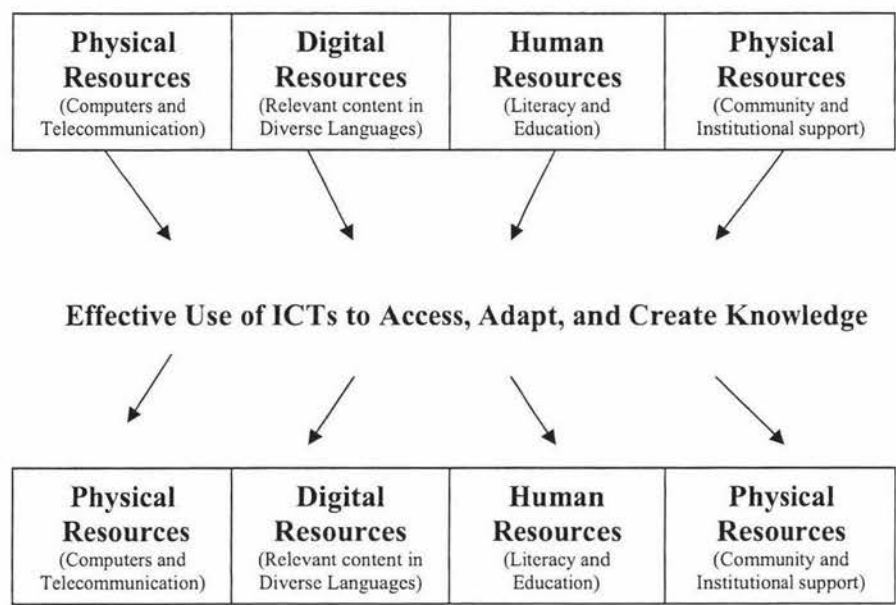 Physical
Resources
(Computers and
Telecommunication)
Digital
Resources
(Relevant content in
Diverse Languages)
Human
Resources
(Literacy and
Education)
Physical
Resources
(Community and
Institutional support)
Effective Use of ICTs to Access, Adapt, and Create Knowledge
Physical
Resources
(Computers and
Telecommunication)
Digital
Resources
(Relevant content in
Diverse Languages)
Human
Resources
(Literacy and
Education)
Physical
Resources
(Community and
Institutional support)